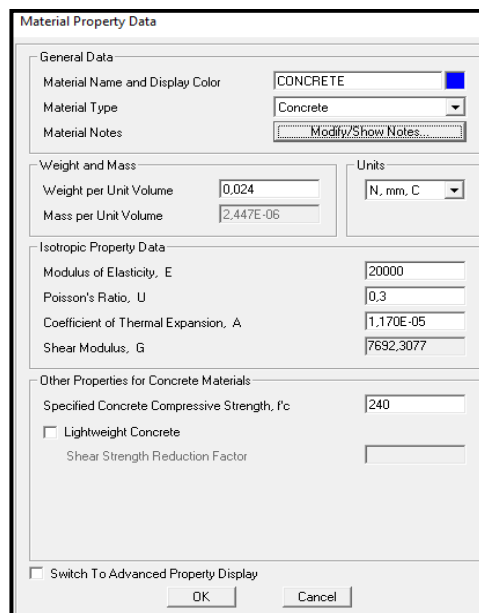 Material Property Data
General Data
Material Name and Display Color CONCRETE
Material Type Concrete
Material Notes Modify/Show Notes...
Weight and Mass Units
Weight per Unit Volume 0,024 N, mm, C
Mass per Unit Volume 2,447E-06
Isotropic Property Data
Modulus of Elasticity, E 20000
Poisson's Ratio, U 0,3
Coefficient of Thermal Expansion, A 1,170E-05
Shear Modulus, G 7692,3077
Other Properties for Concrete Materials
Specified Concrete Compressive Strength, f'c 240
Lightweight Concrete
Shear Strength Reduction Factor
Switch To Advanced Property Display
OK Cancel